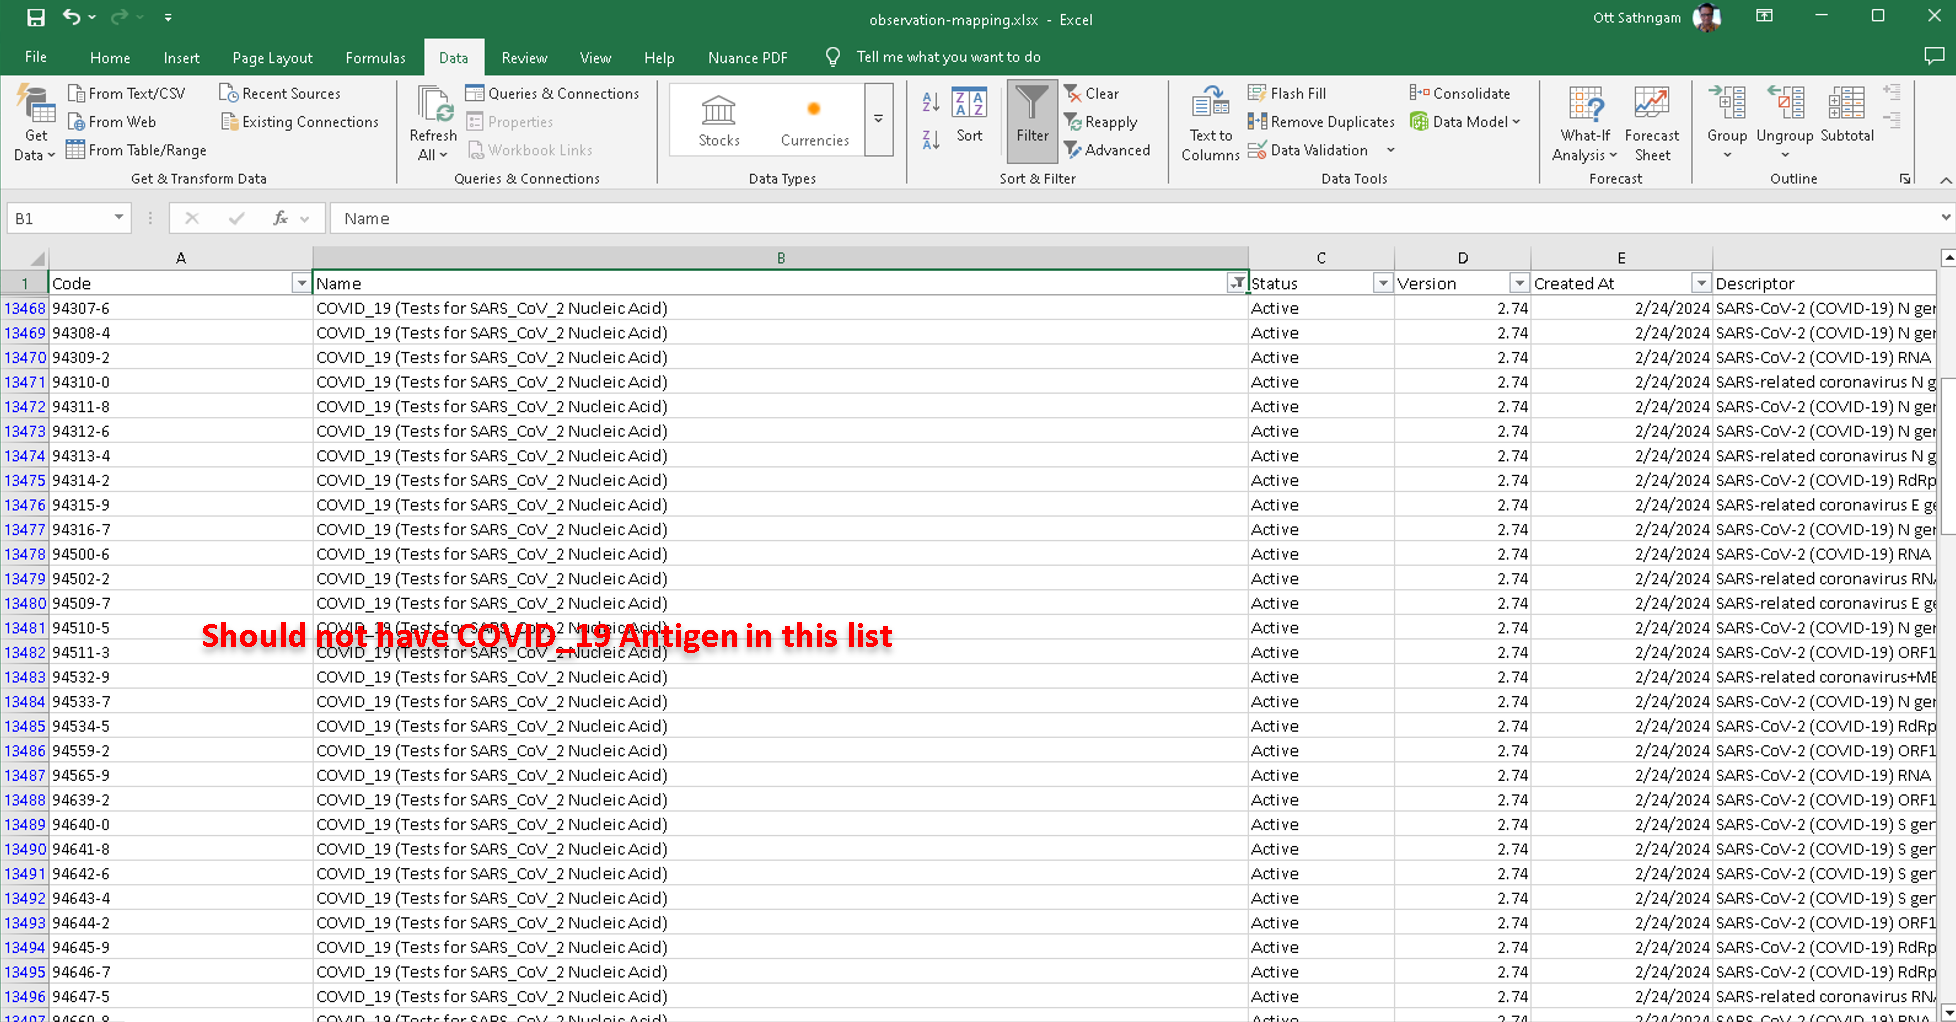 observation-mapping.xlsx - Excel
Ott Sathngam
File Home Insert Page Layout Formulas Data Review View Help Nuance PDF Tell me what you want to do
Get Data
From Text/CSV
From Web
From Table/Range
Recent Sources
Existing Connections
Get & Transform Data
Refresh All
Queries & Connections
Properties
Workbook Links
Queries & Connections
Stocks
Currencies
Data Types
Sort
Filter
Clear
Reapply
Advanced
Sort & Filter
Text to Columns
Flash Fill
Remove Duplicates
Data Validation
Consolidate
Data Model
Data Tools
What-If Analysis
Forecast Sheet
Forecast
Group
Ungroup
Subtotal
Outline
B1 fx Name
A B C D E
1 Code Name Status Version Created At Descriptor
13468 94307-6 COVID_19 (Tests for SARS_CoV_2 Nucleic Acid) Active 2.74 2/24/2024 SARS-CoV-2 (COVID-19) N ger
13469 94308-4 COVID_19 (Tests for SARS_CoV_2 Nucleic Acid) Active 2.74 2/24/2024 SARS-CoV-2 (COVID-19) N ger
13470 94309-2 COVID_19 (Tests for SARS_CoV_2 Nucleic Acid) Active 2.74 2/24/2024 SARS-CoV-2 (COVID-19) RNA
13471 94310-0 COVID_19 (Tests for SARS_CoV_2 Nucleic Acid) Active 2.74 2/24/2024 SARS-related coronavirus N g
13472 94311-8 COVID_19 (Tests for SARS_CoV_2 Nucleic Acid) Active 2.74 2/24/2024 SARS-CoV-2 (COVID-19) N ger
13473 94312-6 COVID_19 (Tests for SARS_CoV_2 Nucleic Acid) Active 2.74 2/24/2024 SARS-CoV-2 (COVID-19) N ger
13474 94313-4 COVID_19 (Tests for SARS_CoV_2 Nucleic Acid) Active 2.74 2/24/2024 SARS-related coronavirus N g
13475 94314-2 COVID_19 (Tests for SARS_CoV_2 Nucleic Acid) Active 2.74 2/24/2024 SARS-CoV-2 (COVID-19) RdRp
13476 94315-9 COVID_19 (Tests for SARS_CoV_2 Nucleic Acid) Active 2.74 2/24/2024 SARS-related coronavirus E ge
13477 94316-7 COVID_19 (Tests for SARS_CoV_2 Nucleic Acid) Active 2.74 2/24/2024 SARS-CoV-2 (COVID-19) N ger
13478 94500-6 COVID_19 (Tests for SARS_CoV_2 Nucleic Acid) Active 2.74 2/24/2024 SARS-CoV-2 (COVID-19) RNA
13479 94502-2 COVID_19 (Tests for SARS_CoV_2 Nucleic Acid) Active 2.74 2/24/2024 SARS-related coronavirus RNA
13480 94509-7 COVID_19 (Tests for SARS_CoV_2 Nucleic Acid) Active 2.74 2/24/2024 SARS-related coronavirus E ge
13481 94510-5 COVID_19 (Tests for SARS_CoV_2 Nucleic Acid) Active 2.74 2/24/2024 SARS-CoV-2 (COVID-19) N ger
Should not have COVID_19 Antigen in this list
13482 94511-3 COVID_19 (Tests for SARS_CoV_2 Nucleic Acid) Active 2.74 2/24/2024 SARS-CoV-2 (COVID-19) ORF1
13483 94532-9 COVID_19 (Tests for SARS_CoV_2 Nucleic Acid) Active 2.74 2/24/2024 SARS-related coronavirus+ME
13484 94533-7 COVID_19 (Tests for SARS_CoV_2 Nucleic Acid) Active 2.74 2/24/2024 SARS-CoV-2 (COVID-19) N ger
13485 94534-5 COVID_19 (Tests for SARS_CoV_2 Nucleic Acid) Active 2.74 2/24/2024 SARS-CoV-2 (COVID-19) RdRp
13486 94559-2 COVID_19 (Tests for SARS_CoV_2 Nucleic Acid) Active 2.74 2/24/2024 SARS-CoV-2 (COVID-19) ORF1
13487 94565-9 COVID_19 (Tests for SARS_CoV_2 Nucleic Acid) Active 2.74 2/24/2024 SARS-CoV-2 (COVID-19) RNA
13488 94639-2 COVID_19 (Tests for SARS_CoV_2 Nucleic Acid) Active 2.74 2/24/2024 SARS-CoV-2 (COVID-19) ORF1
13489 94640-0 COVID_19 (Tests for SARS_CoV_2 Nucleic Acid) Active 2.74 2/24/2024 SARS-CoV-2 (COVID-19) S ger
13490 94641-8 COVID_19 (Tests for SARS_CoV_2 Nucleic Acid) Active 2.74 2/24/2024 SARS-CoV-2 (COVID-19) S ger
13491 94642-6 COVID_19 (Tests for SARS_CoV_2 Nucleic Acid) Active 2.74 2/24/2024 SARS-CoV-2 (COVID-19) S ger
13492 94643-4 COVID_19 (Tests for SARS_CoV_2 Nucleic Acid) Active 2.74 2/24/2024 SARS-CoV-2 (COVID-19) S ger
13493 94644-2 COVID_19 (Tests for SARS_CoV_2 Nucleic Acid) Active 2.74 2/24/2024 SARS-CoV-2 (COVID-19) ORF1
13494 94645-9 COVID_19 (Tests for SARS_CoV_2 Nucleic Acid) Active 2.74 2/24/2024 SARS-CoV-2 (COVID-19) RdRp
13495 94646-7 COVID_19 (Tests for SARS_CoV_2 Nucleic Acid) Active 2.74 2/24/2024 SARS-CoV-2 (COVID-19) RdRp
13496 94647-5 COVID_19 (Tests for SARS_CoV_2 Nucleic Acid) Active 2.74 2/24/2024 SARS-related coronavirus RNA
13497 94660-8 COVID_19 (Tests for SARS_CoV_2 Nucleic Acid) Active 2.74 2/24/2024 SARS-CoV-2 (COVID-19) RNA